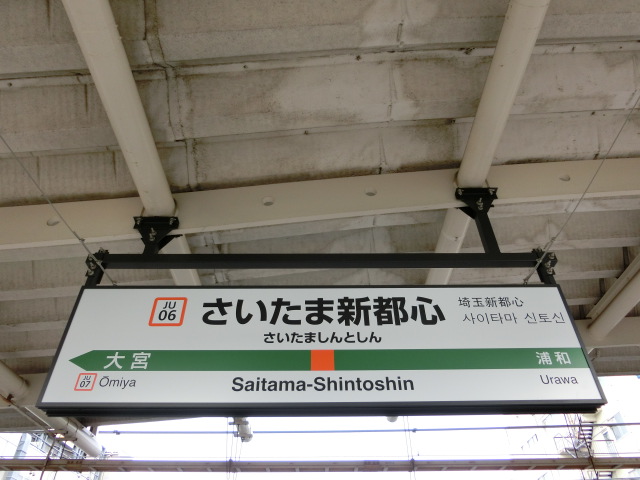 JU
06
さいたま新都心
埼玉新都心
사이타마 신토신
さいたましんとしん
大宮
浦和
JU
07
Ōmiya
Saitama-Shintoshin
Urawa